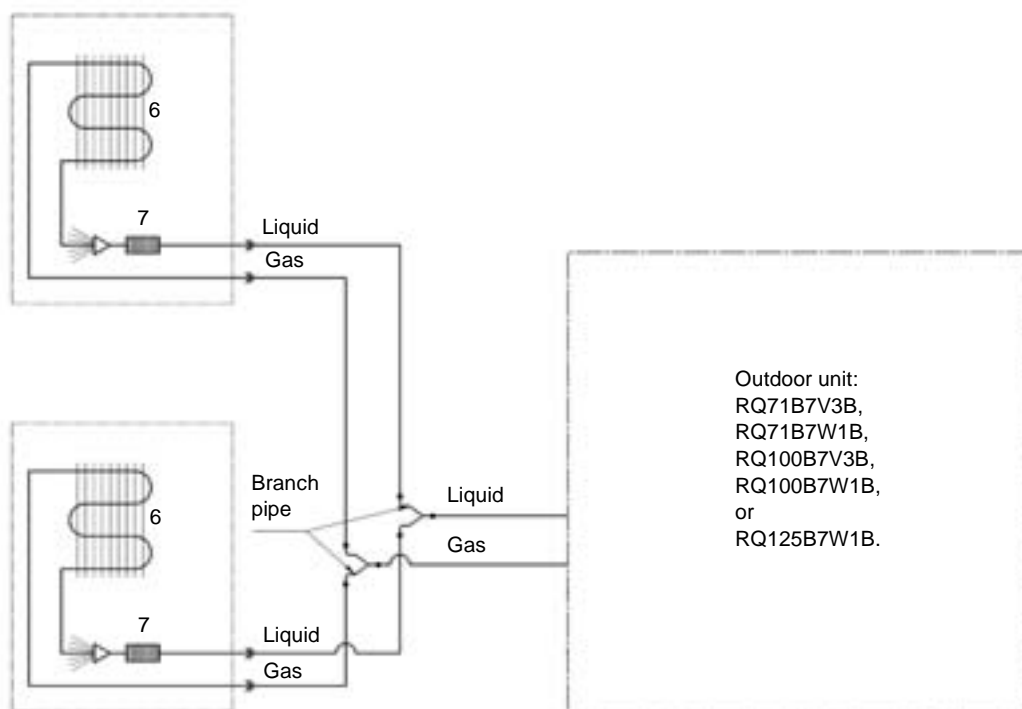 6
7
Liquid
Gas
Outdoor unit:
RQ71B7V3B,
RQ71B7W1B,
RQ100B7V3B,
RQ100B7W1B,
or
RQ125B7W1B.
Branch
pipe
Liquid
Gas
6
7
Liquid
Gas